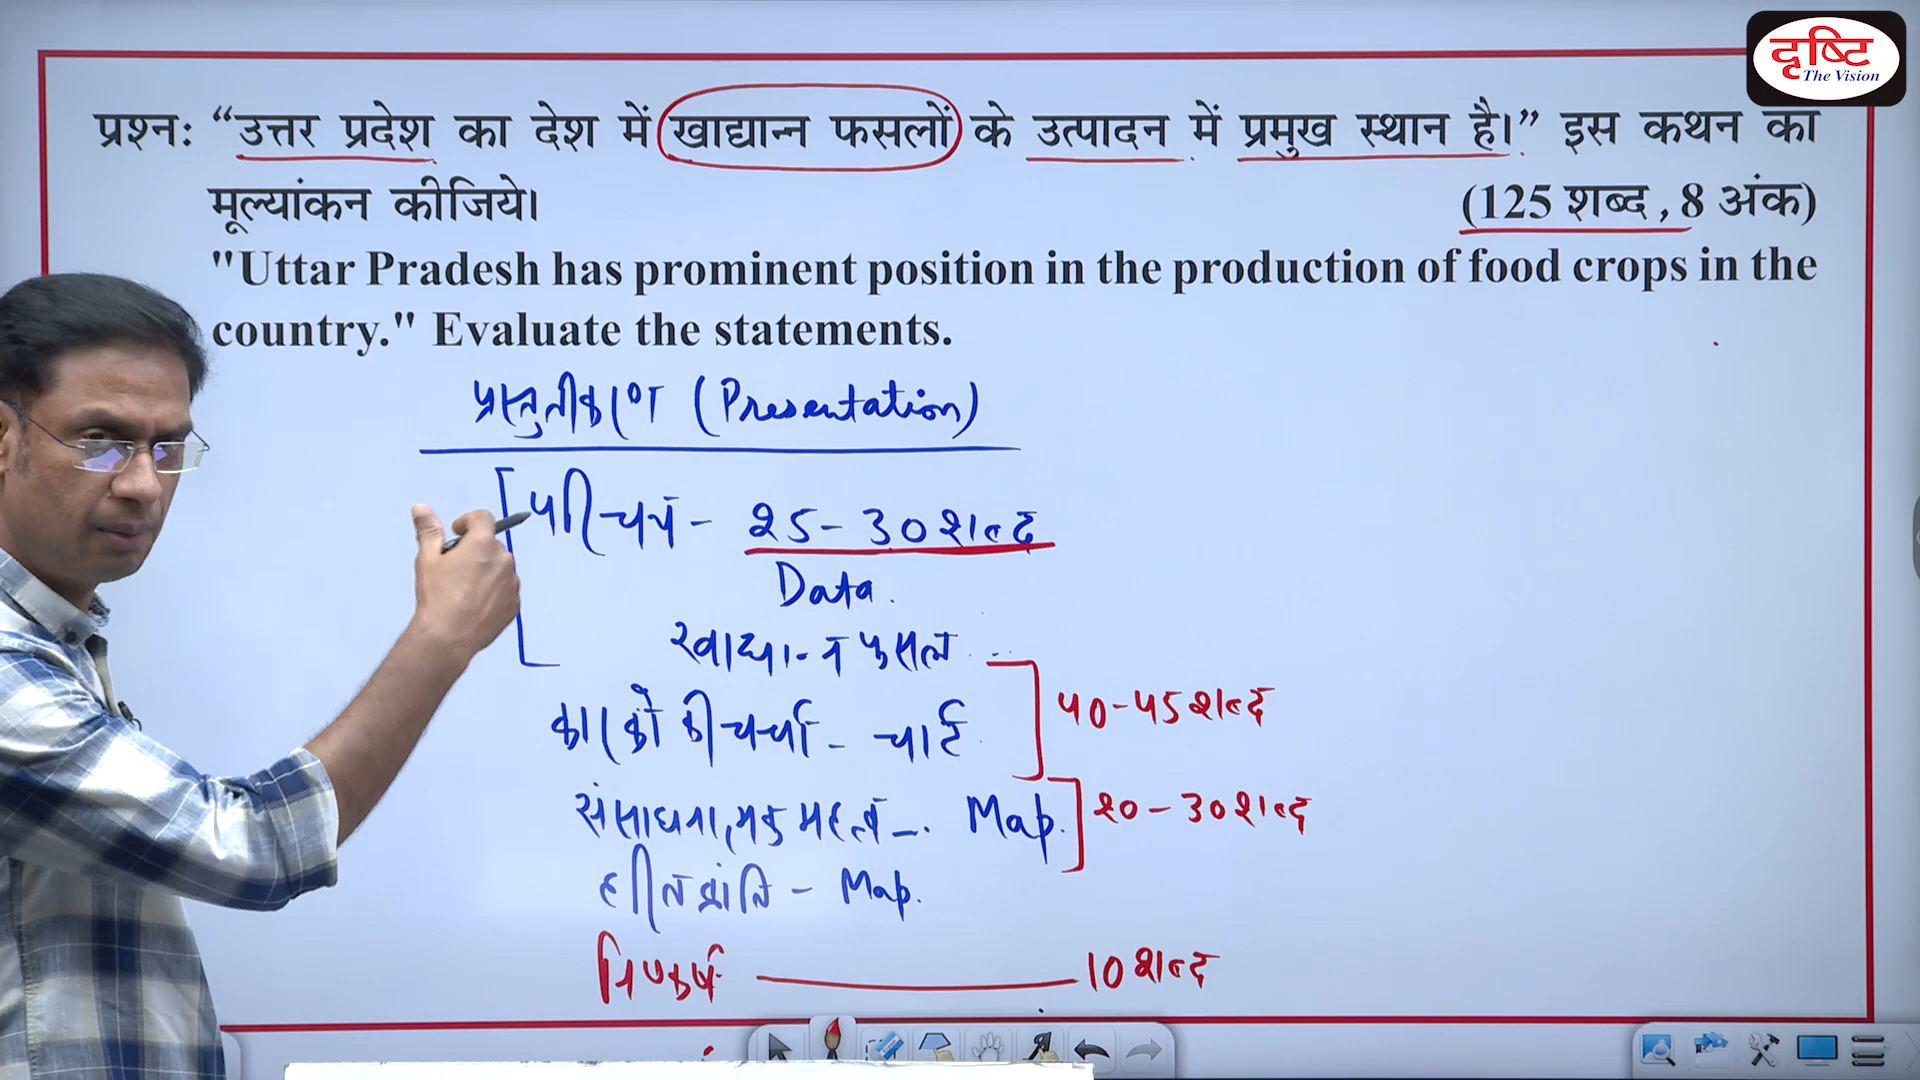 दृष्टि
The Vision
प्रश्न: “उत्तर प्रदेश का देश में खाद्यान्न फसलों के उत्पादन में प्रमुख स्थान है।” इस कथन का
मूल्यांकन कीजिये। (125 शब्द, 8 अंक)
"Uttar Pradesh has prominent position in the production of food crops in the
country." Evaluate the statements.
प्रस्तुतीकरण (Presentation)
परिचय - 25-30 शब्द
Data.
खाद्यान्न फसल
कारकों की चर्चा - चार्ट
40-45 शब्द
संसाधनात्मक महत्व - Map.
20-30 शब्द
हरित क्रांति - Map.
निष्कर्ष 10 शब्द